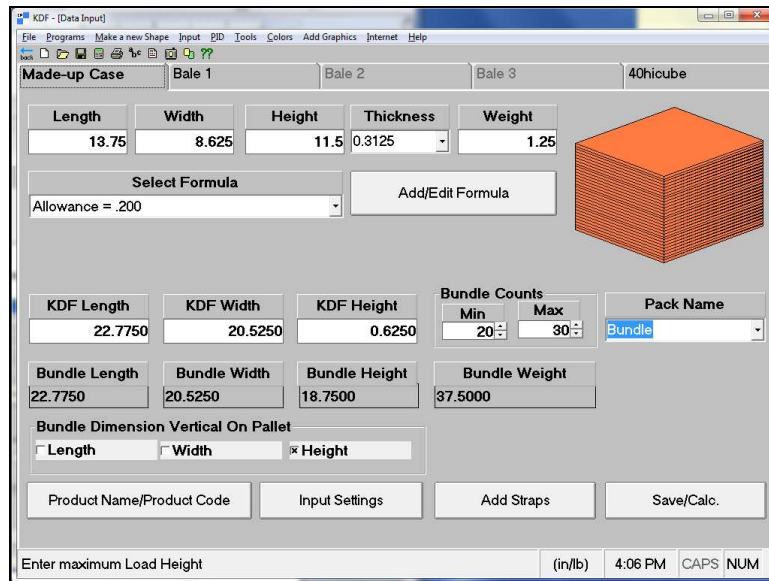 KDF - [Data Input]
File Programs Make a new Shape Input PID Tools Colors Add Graphics Internet Help
back ??
Made-up Case Bale 1 Bale 2 Bale 3 40hicube
Length Width Height Thickness Weight
13.75 8.625 11.5 0.3125 1.25
Select Formula
Allowance = .200
Add/Edit Formula
KDF Length KDF Width KDF Height Bundle Counts Min Max Pack Name
22.7750 20.5250 0.6250 20 30 Bundle
Bundle Length Bundle Width Bundle Height Bundle Weight
22.7750 20.5250 18.7500 37.5000
Bundle Dimension Vertical On Pallet
Length Width Height
Product Name/Product Code Input Settings Add Straps Save/Calc.
Enter maximum Load Height (in/lb) 4:06 PM CAPS NUM